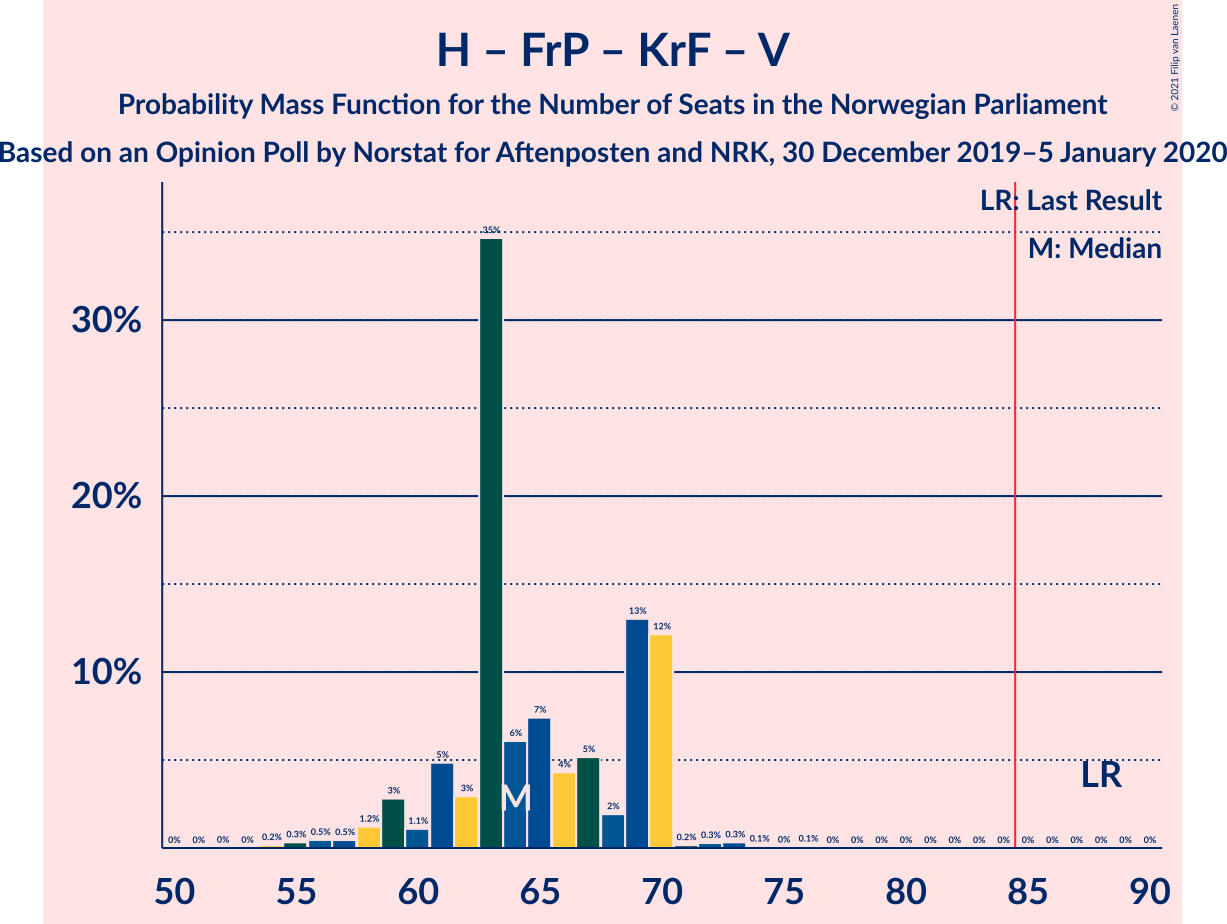 H – FrP – KrF – V
Probability Mass Function for the Number of Seats in the Norwegian Parliament
Based on an Opinion Poll by Norstat for Aftenposten and NRK, 30 December 2019–5 January 2020
© 2021 Filip van Laenen
LR: Last Result
M: Median
30%
20%
10%
0% 0% 0% 0% 0.2% 0.3% 0.5% 0.5% 1.2% 3% 1.1% 5% 3% 35% 6% 7% 4% 5% 2% 13% 12% 0.2% 0.3% 0.3% 0.1% 0% 0.1% 0% 0% 0% 0% 0% 0% 0% 0% 0% 0% 0% 0% 0% 0%
M
LR
50 55 60 65 70 75 80 85 90